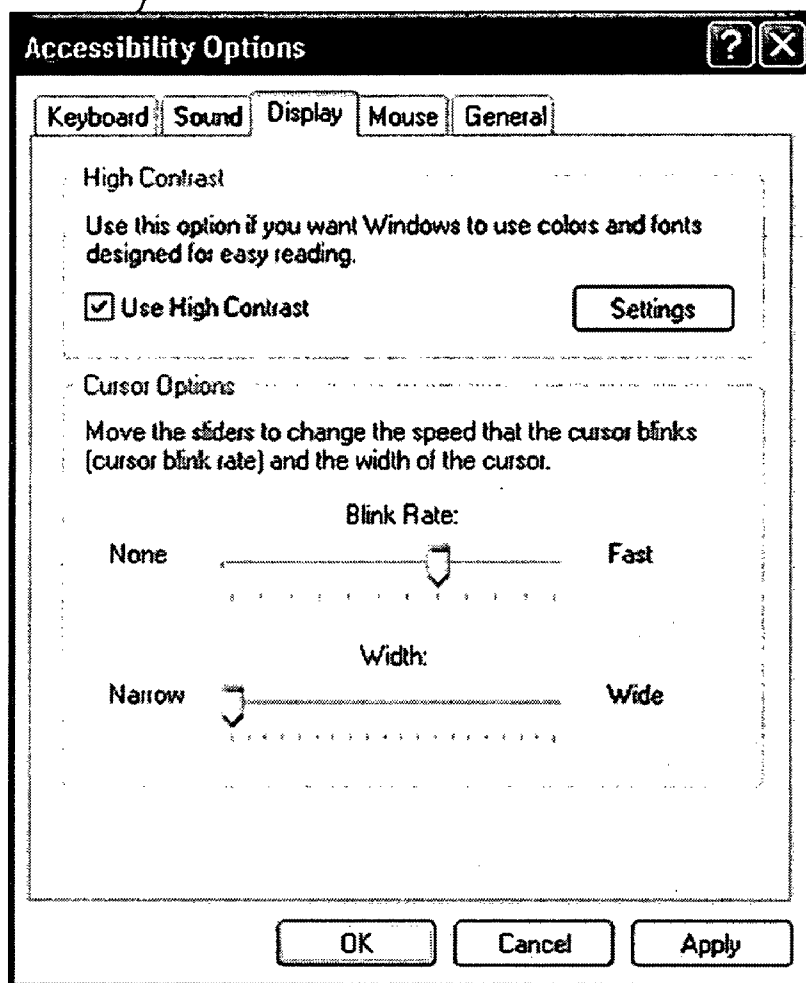 Accessibility Options
Keyboard Sound Display Mouse General
High Contrast
Use this option if you want Windows to use colors and fonts
designed for easy reading.
Use High Contrast Settings
Cursor Options
Move the sliders to change the speed that the cursor blinks
(cursor blink rate) and the width of the cursor.
Blink Rate:
None Fast
Width:
Narrow Wide
OK Cancel Apply